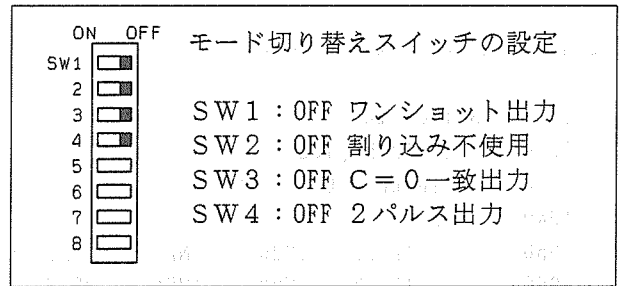 ON OFF
モード切り替えスイッチの設定
SW1
2
3
4
5
6
7
8
SW1:OFF ワンショット出力
SW2:OFF 割り込み不使用
SW3:OFF C=0一致出力
SW4:OFF 2パルス出力